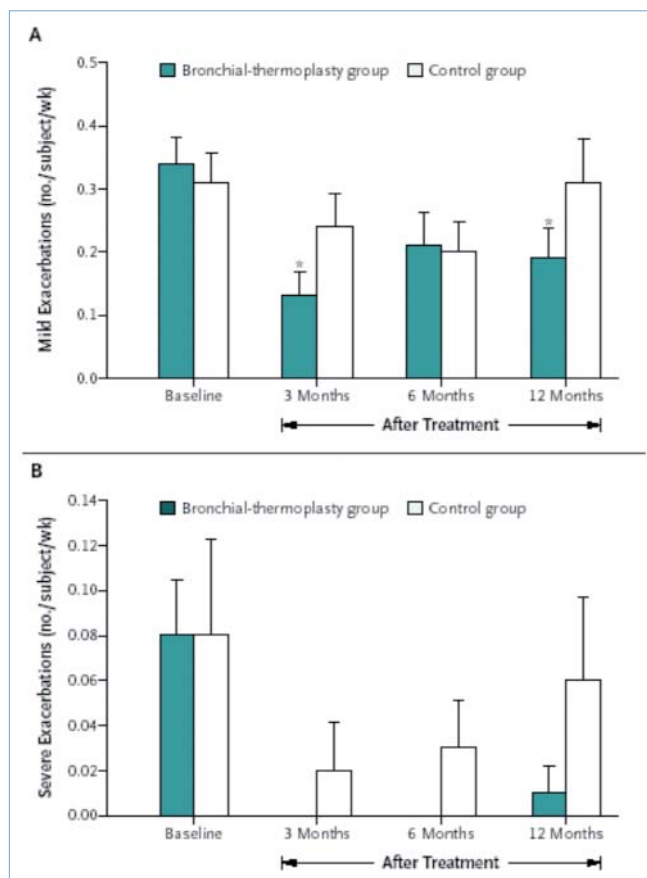 A
0.5
Bronchial-thermoplasty group Control group
0.4
0.3
0.2
0.1
0.0
Mild Exacerbations (no./subject/wk)
*
*
Baseline 3 Months 6 Months 12 Months
After Treatment
B
0.14
Bronchial-thermoplasty group Control group
0.12
0.10
0.08
0.06
0.04
0.02
0.00
Severe Exacerbations (no./subject/wk)
Baseline 3 Months 6 Months 12 Months
After Treatment